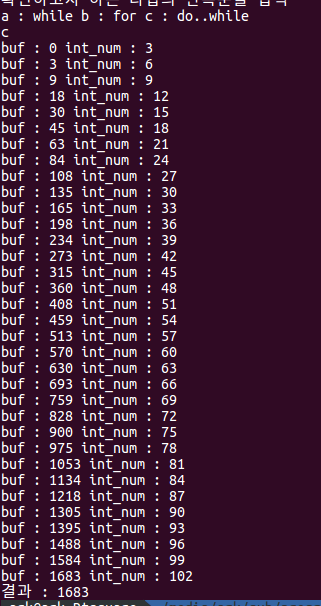 a : while b : for c : do..while
c
buf : 0 int_num : 3
buf : 3 int_num : 6
buf : 9 int_num : 9
buf : 18 int_num : 12
buf : 30 int_num : 15
buf : 45 int_num : 18
buf : 63 int_num : 21
buf : 84 int_num : 24
buf : 108 int_num : 27
buf : 135 int_num : 30
buf : 165 int_num : 33
buf : 198 int_num : 36
buf : 234 int_num : 39
buf : 273 int_num : 42
buf : 315 int_num : 45
buf : 360 int_num : 48
buf : 408 int_num : 51
buf : 459 int_num : 54
buf : 513 int_num : 57
buf : 570 int_num : 60
buf : 630 int_num : 63
buf : 693 int_num : 66
buf : 759 int_num : 69
buf : 828 int_num : 72
buf : 900 int_num : 75
buf : 975 int_num : 78
buf : 1053 int_num : 81
buf : 1134 int_num : 84
buf : 1218 int_num : 87
buf : 1305 int_num : 90
buf : 1395 int_num : 93
buf : 1488 int_num : 96
buf : 1584 int_num : 99
buf : 1683 int_num : 102
결과 : 1683